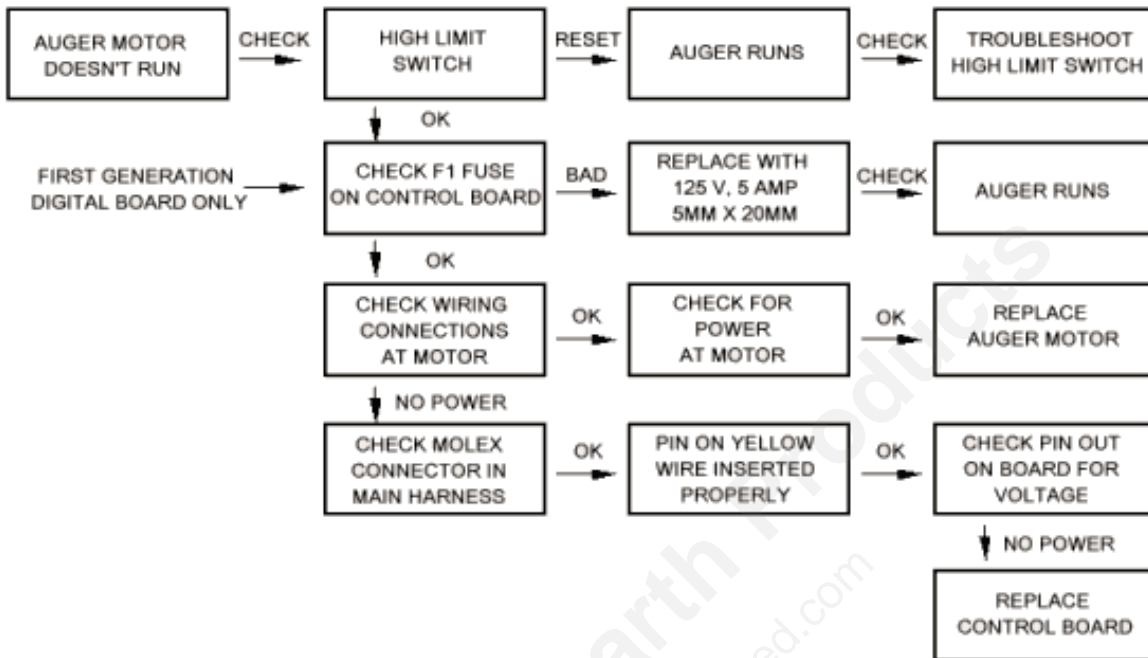 AUGER MOTOR
DOESN'T RUN
CHECK
HIGH LIMIT
SWITCH
RESET
AUGER RUNS
CHECK
TROUBLESHOOT
HIGH LIMIT SWITCH
OK
FIRST GENERATION
DIGITAL BOARD ONLY
CHECK F1 FUSE
ON CONTROL BOARD
BAD
REPLACE WITH
125 V, 5 AMP
5MM X 20MM
CHECK
AUGER RUNS
OK
CHECK WIRING
CONNECTIONS
AT MOTOR
OK
CHECK FOR
POWER
AT MOTOR
OK
REPLACE
AUGER MOTOR
NO POWER
CHECK MOLEX
CONNECTOR IN
MAIN HARNESS
OK
PIN ON YELLOW
WIRE INSERTED
PROPERLY
OK
CHECK PIN OUT
ON BOARD FOR
VOLTAGE
NO POWER
REPLACE
CONTROL BOARD
arth Products
ed.com